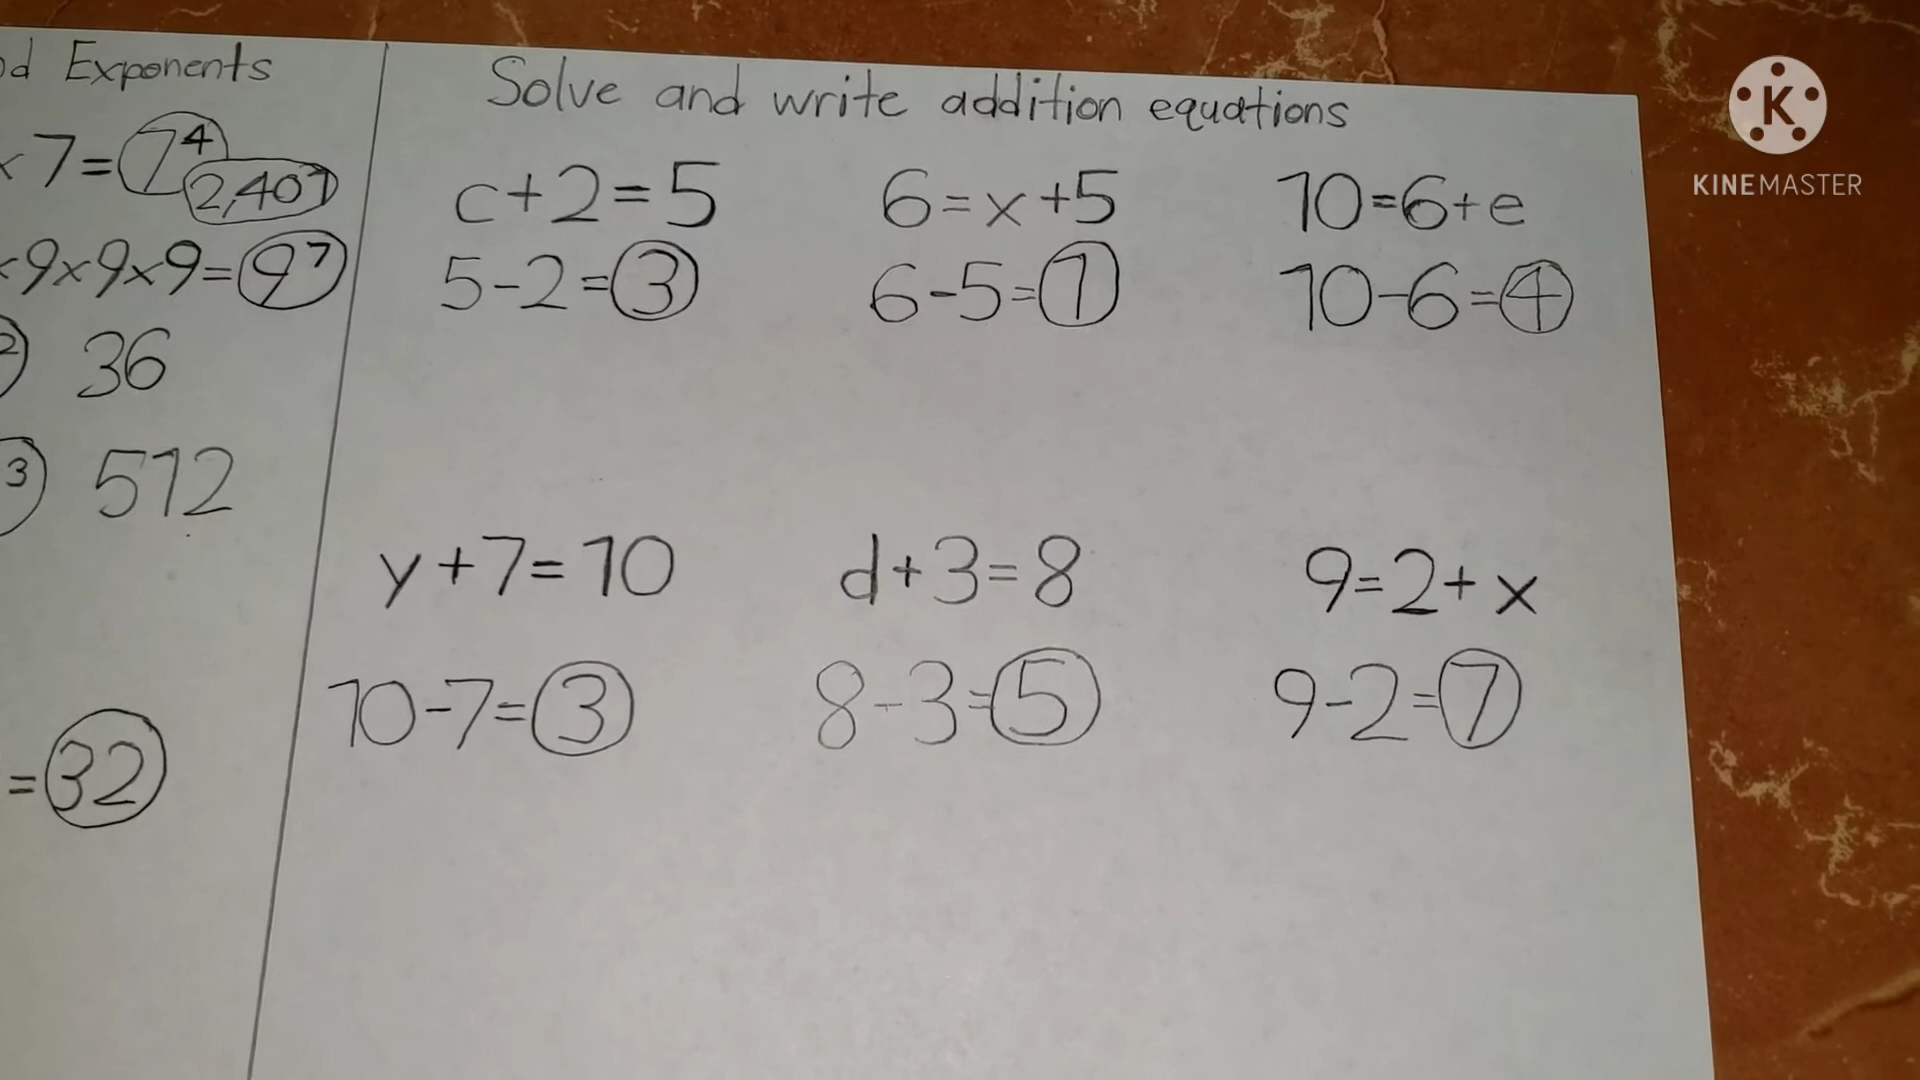 Exponents
7=7⁴
2,401
9×9×9=9⁷
36
3 512
=32
Solve and write addition equations
c+2=5 6=x+5 10=6+e
5-2=3 6-5=1 10-6=4
y+7=10 d+3=8 9=2+x
10-7=3 8-3=5 9-2=7
K
KINEMASTER